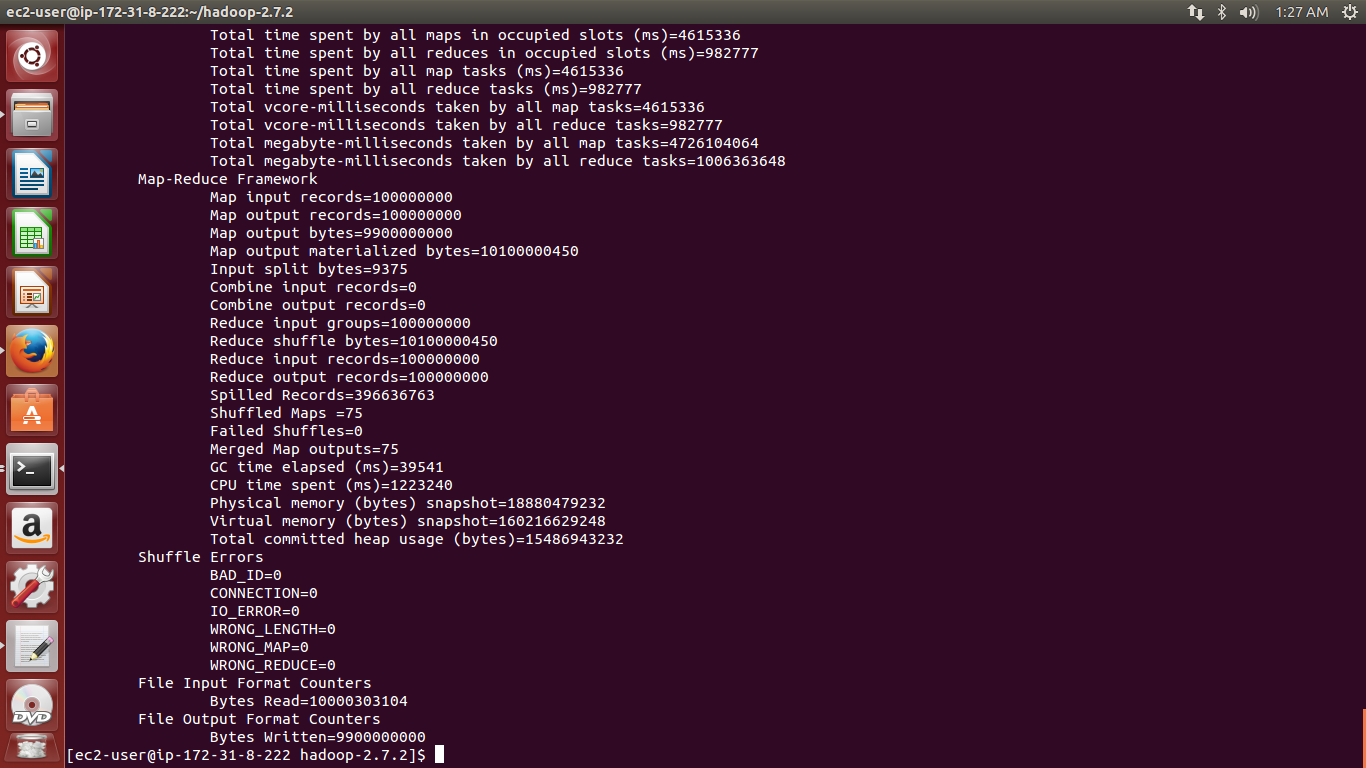 ec2-user@ip-172-31-8-222:~/hadoop-2.7.2
1:27 AM
Total time spent by all maps in occupied slots (ms)=4615336
Total time spent by all reduces in occupied slots (ms)=982777
Total time spent by all map tasks (ms)=4615336
Total time spent by all reduce tasks (ms)=982777
Total vcore-milliseconds taken by all map tasks=4615336
Total vcore-milliseconds taken by all reduce tasks=982777
Total megabyte-milliseconds taken by all map tasks=4726104064
Total megabyte-milliseconds taken by all reduce tasks=1006363648
Map-Reduce Framework
Map input records=100000000
Map output records=100000000
Map output bytes=9900000000
Map output materialized bytes=10100000450
Input split bytes=9375
Combine input records=0
Combine output records=0
Reduce input groups=100000000
Reduce shuffle bytes=10100000450
Reduce input records=100000000
Reduce output records=100000000
Spilled Records=396636763
Shuffled Maps =75
Failed Shuffles=0
Merged Map outputs=75
GC time elapsed (ms)=39541
CPU time spent (ms)=1223240
Physical memory (bytes) snapshot=18880479232
Virtual memory (bytes) snapshot=160216629248
Total committed heap usage (bytes)=15486943232
Shuffle Errors
BAD_ID=0
CONNECTION=0
IO_ERROR=0
WRONG_LENGTH=0
WRONG_MAP=0
WRONG_REDUCE=0
File Input Format Counters
Bytes Read=10000303104
File Output Format Counters
Bytes Written=9900000000
[ec2-user@ip-172-31-8-222 hadoop-2.7.2]$
DVD